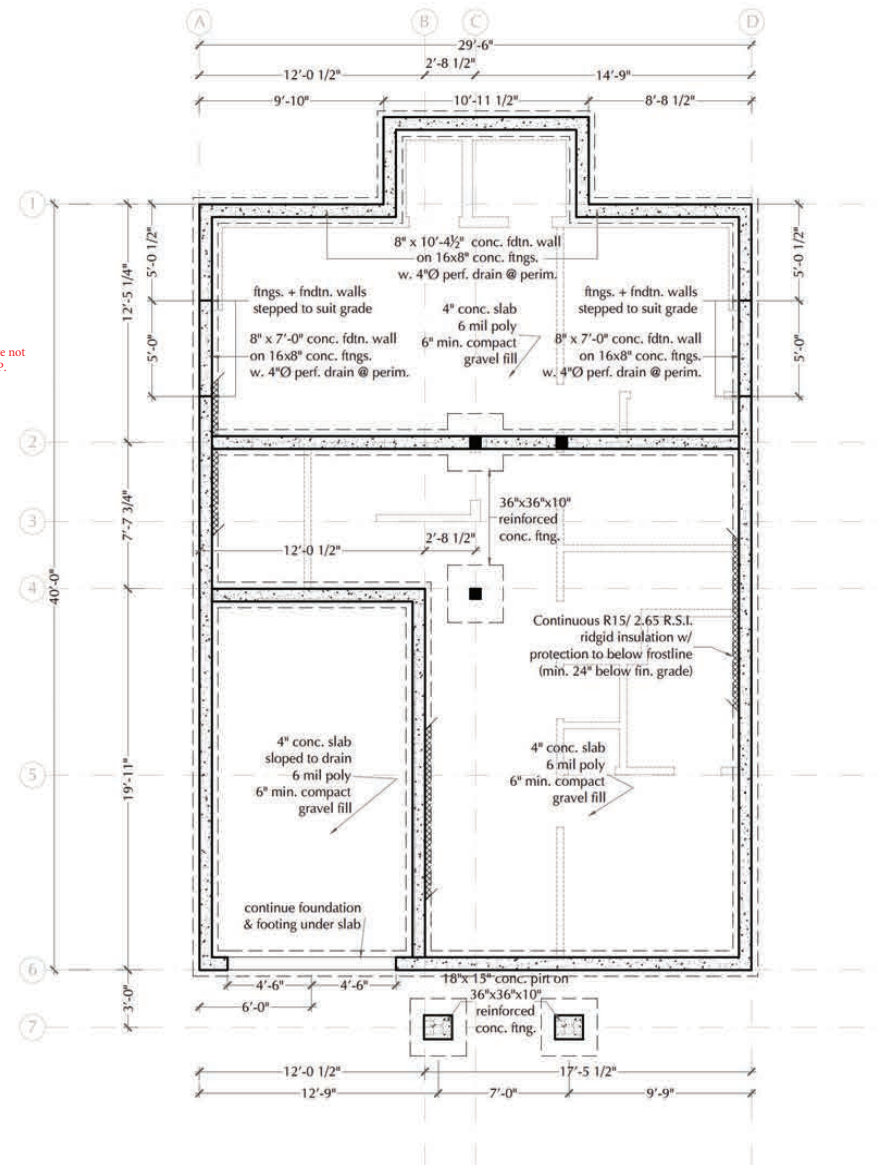 A
B
C
D
29'-6"
2'-8 1/2"
12'-0 1/2"
14'-9"
9'-10"
10'-11 1/2"
8'-8 1/2"
1
5'-0 1/2"
5'-0 1/2"
8" x 10'-4½" conc. fdtn. wall
on 16x8" conc. ftngs.
w. 4"Ø perf. drain @ perim.
12'-5 1/4"
ftngs. + fndtn. walls
stepped to suit grade
ftngs. + fndtn. walls
stepped to suit grade
4" conc. slab
6 mil poly
6" min. compact
gravel fill
8" x 7'-0" conc. fdtn. wall
on 16x8" conc. ftngs.
w. 4"Ø perf. drain @ perim.
8" x 7'-0" conc. fdtn. wall
on 16x8" conc. ftngs.
w. 4"Ø perf. drain @ perim.
5'-0"
5'-0"
not
2
7'-7 3/4"
36"x36"x10"
reinforced
conc. ftng.
3
2'-8 1/2"
12'-0 1/2"
4
40'-0"
Continuous R15/ 2.65 R.S.I.
ridgid insulation w/
protection to below frostline
(min. 24" below fin. grade)
4" conc. slab
sloped to drain
6 mil poly
6" min. compact
gravel fill
4" conc. slab
6 mil poly
6" min. compact
gravel fill
5
19'-11"
continue foundation
& footing under slab
6
4'-6"
4'-6"
6'-0"
3'-0"
18"x 15" conc. pirt on
36"x36"x10"
reinforced
conc. ftng.
7
12'-0 1/2"
17'-5 1/2"
12'-9"
7'-0"
9'-9"